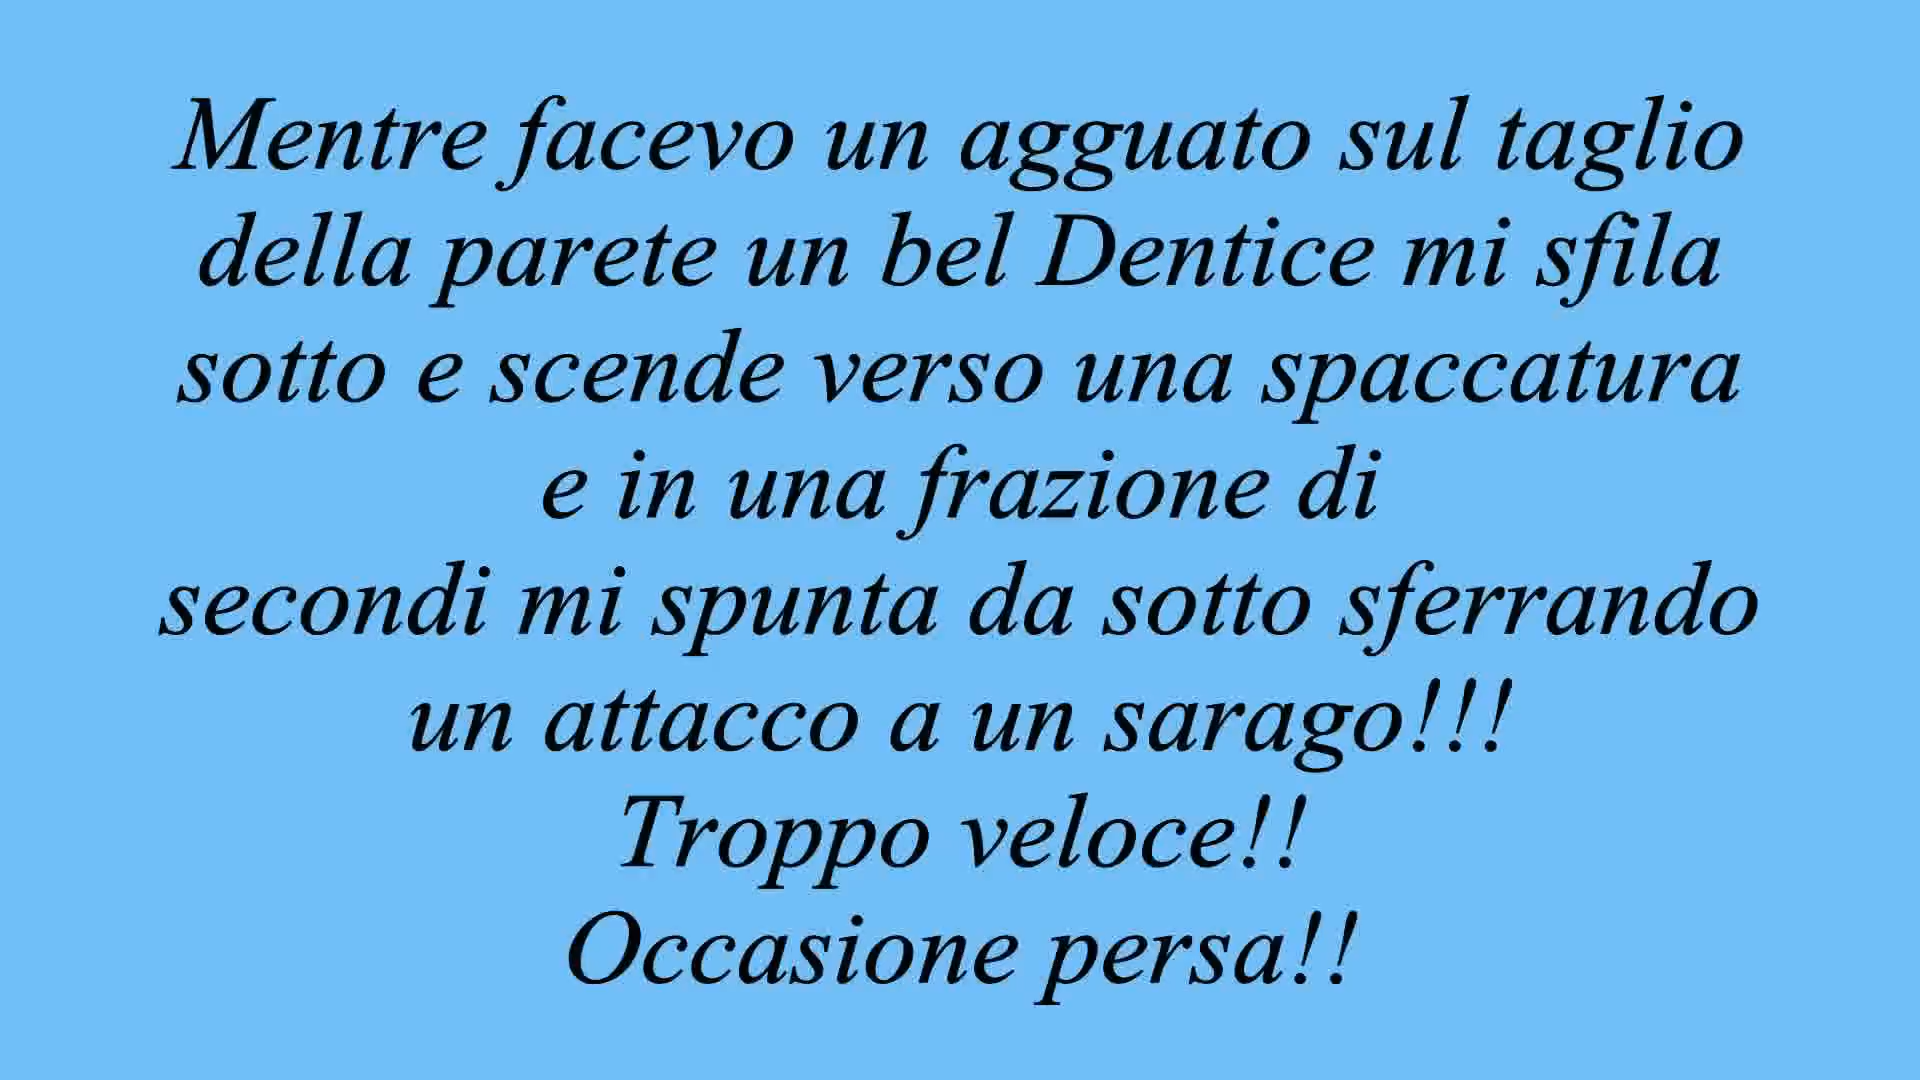 Mentre facevo un agguato sul taglio
della parete un bel Dentice mi sfila
sotto e scende verso una spaccatura
e in una frazione di
secondi mi spunta da sotto sferrando
un attacco a un sarago!!!
Troppo veloce!!
Occasione persa!!